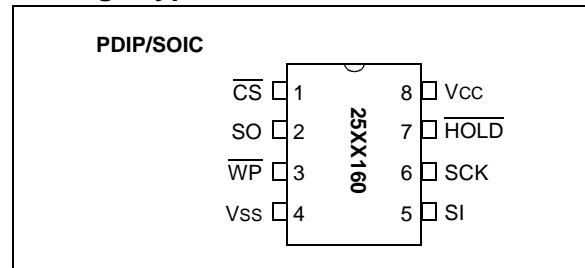 PDIP/SOIC
CS 1 8 VCC
SO 2 7 HOLD
WP 3 6 SCK
VSS 4 5 SI
25XX160